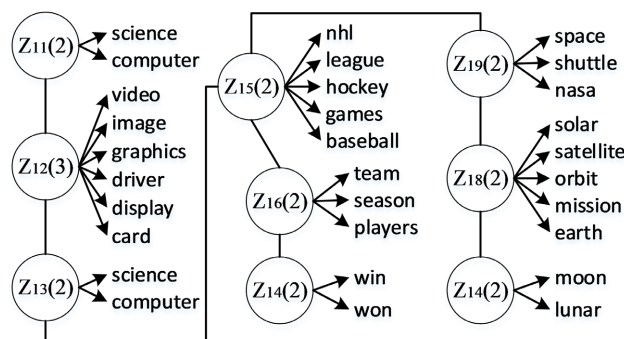 Z11(2)
science
computer
Z12(3)
video
image
graphics
driver
display
card
Z13(2)
science
computer
Z15(2)
nhl
league
hockey
games
baseball
Z16(2)
team
season
players
Z14(2)
win
won
Z19(2)
space
shuttle
nasa
Z18(2)
solar
satellite
orbit
mission
earth
Z14(2)
moon
lunar